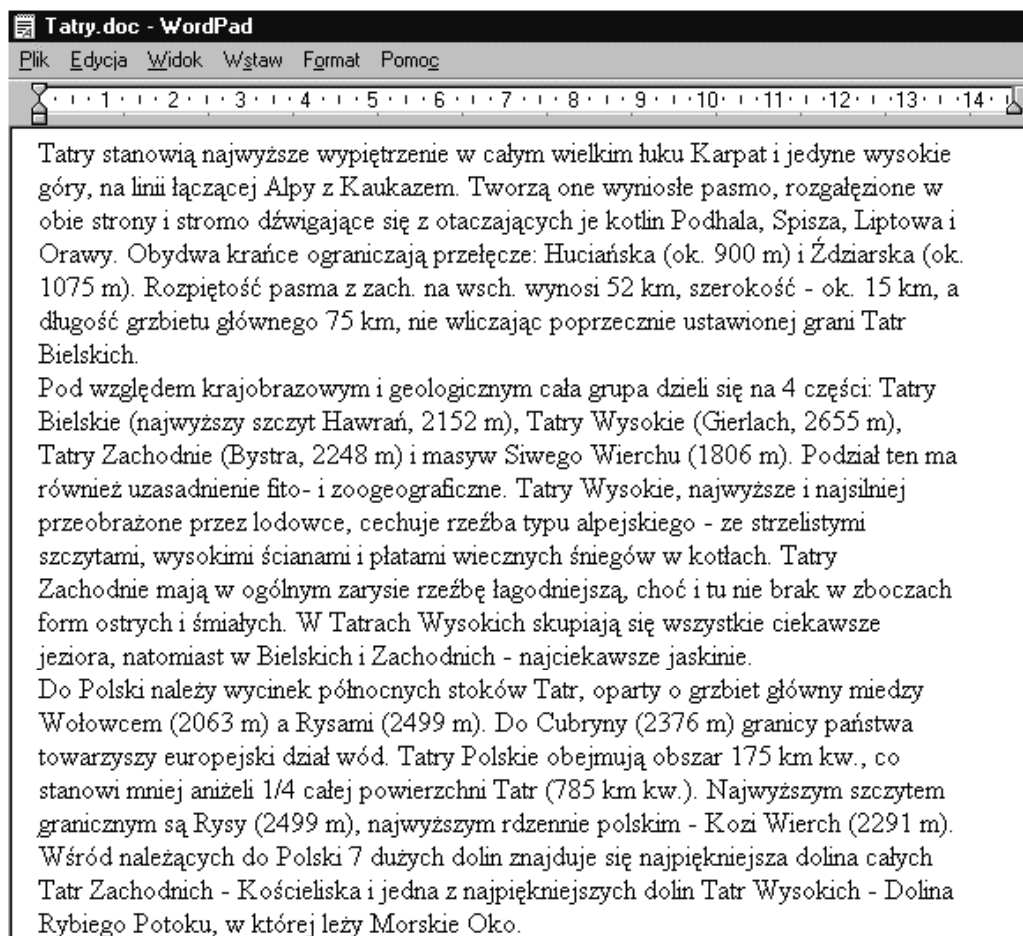 Tatry.doc - WordPad
Plik Edycja Widok Wstaw Format Pomoc
1 2 3 4 5 6 7 8 9 10 11 12 13 14
Tatry stanowią najwyższe wypiętrzenie w całym wielkim łuku Karpat i jedyne wysokie
góry, na linii łączącej Alpy z Kaukazem. Tworzą one wyniosłe pasmo, rozgałęzione w
obie strony i stromo dźwigające się z otaczających je kotlin Podhala, Spisza, Liptowa i
Orawy. Obydwa krańce ograniczają przełęcze: Huciańska (ok. 900 m) i Ździarska (ok.
1075 m). Rozpiętość pasma z zach. na wsch. wynosi 52 km, szerokość - ok. 15 km, a
długość grzbietu głównego 75 km, nie wliczając poprzecznie ustawionej grani Tatr
Bielskich.
Pod względem krajobrazowym i geologicznym cała grupa dzieli się na 4 części: Tatry
Bielskie (najwyższy szczyt Hawrań, 2152 m), Tatry Wysokie (Gierlach, 2655 m),
Tatry Zachodnie (Bystra, 2248 m) i masyw Siwego Wierchu (1806 m). Podział ten ma
również uzasadnienie fito- i zoogeograficzne. Tatry Wysokie, najwyższe i najsilniej
przeobrażone przez lodowce, cechuje rzeźba typu alpejskiego - ze strzelistymi
szczytami, wysokimi ścianami i płatami wiecznych śniegów w kotłach. Tatry
Zachodnie mają w ogólnym zarysie rzeźbę łagodniejszą, choć i tu nie brak w zboczach
form ostrych i śmiałych. W Tatrach Wysokich skupiają się wszystkie ciekawsze
jeziora, natomiast w Bielskich i Zachodnich - najciekawsze jaskinie.
Do Polski należy wycinek północnych stoków Tatr, oparty o grzbiet główny miedzy
Wołowcem (2063 m) a Rysami (2499 m). Do Cubryny (2376 m) granicy państwa
towarzyszy europejski dział wód. Tatry Polskie obejmują obszar 175 km kw., co
stanowi mniej aniżeli 1/4 całej powierzchni Tatr (785 km kw.). Najwyższym szczytem
granicznym są Rysy (2499 m), najwyższym rdzennie polskim - Kozi Wierch (2291 m).
Wśród należących do Polski 7 dużych dolin znajduje się najpiękniejsza dolina całych
Tatr Zachodnich - Kościeliska i jedna z najpiękniejszych dolin Tatr Wysokich - Dolina
Rybiego Potoku, w której leży Morskie Oko.